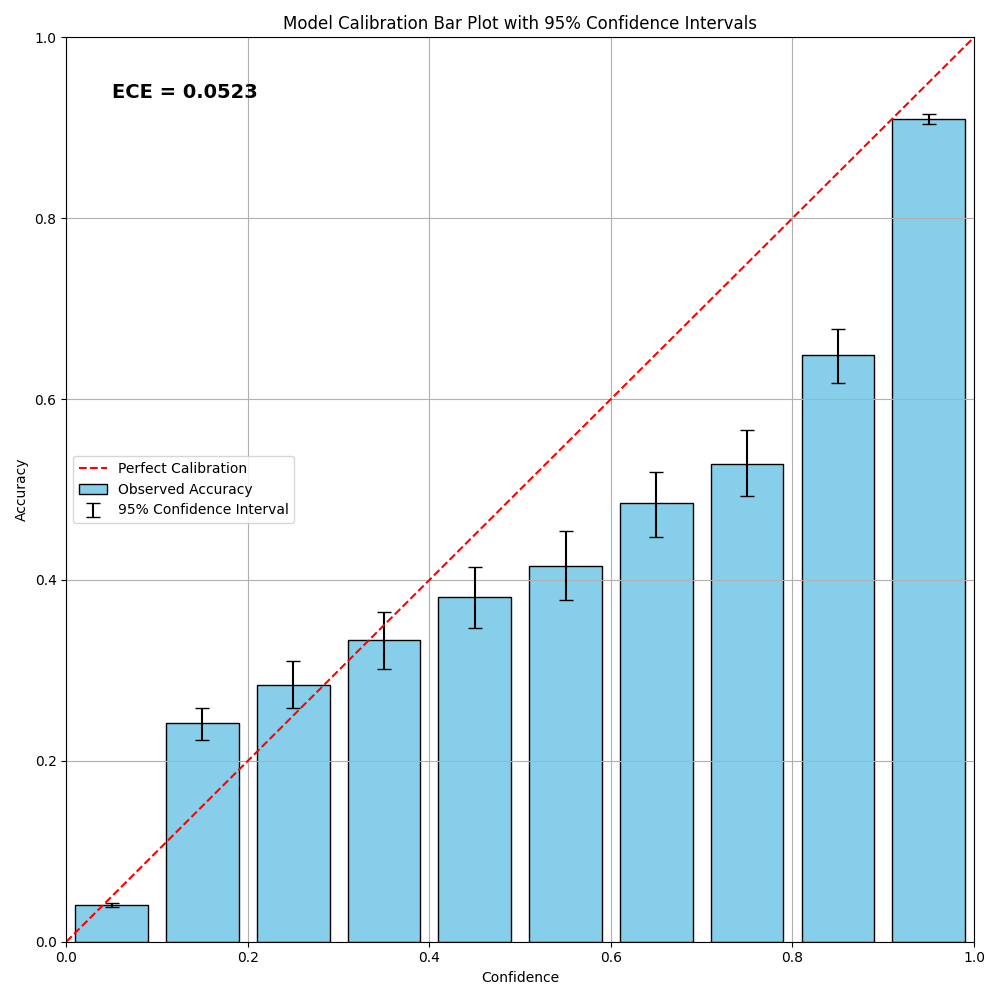 Model Calibration Bar Plot with 95% Confidence Intervals
1.0
ECE = 0.0523
0.8
0.6
Perfect Calibration
Observed Accuracy
95% Confidence Interval
Accuracy
0.4
0.2
0.0
0.0 0.2 0.4 0.6 0.8 1.0
Confidence